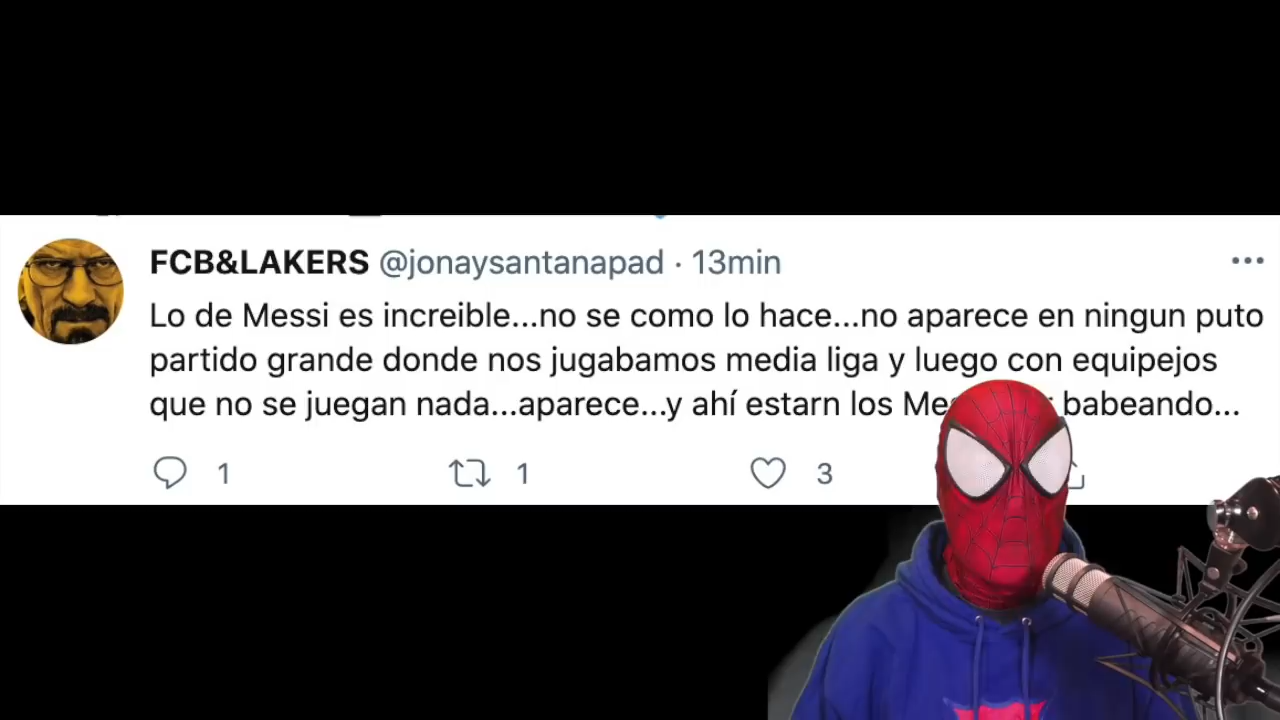 FCB&LAKERS @jonaysantanapad · 13min
Lo de Messi es increible...no se como lo hace...no aparece en ningun puto
partido grande donde nos jugabamos media liga y luego con equipejos
que no se juegan nada...aparece...y ahí estarn los babeando...
1 1 3